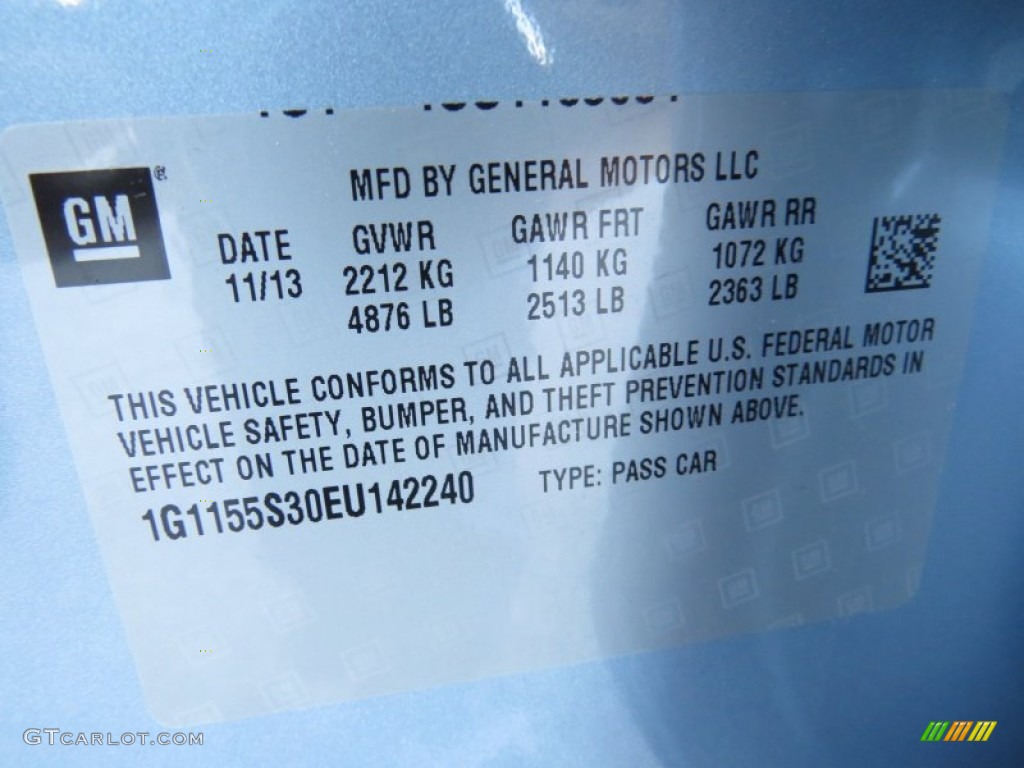 MFD BY GENERAL MOTORS LLC
GM
DATE GVWR GAWR FRT GAWR RR
11/13 2212 KG 1140 KG 1072 KG
4876 LB 2513 LB 2363 LB
THIS VEHICLE CONFORMS TO ALL APPLICABLE U.S. FEDERAL MOTOR
VEHICLE SAFETY, BUMPER, AND THEFT PREVENTION STANDARDS IN
EFFECT ON THE DATE OF MANUFACTURE SHOWN ABOVE.
1G1155S30EU142240 TYPE: PASS CAR
GTCARLOT.COM